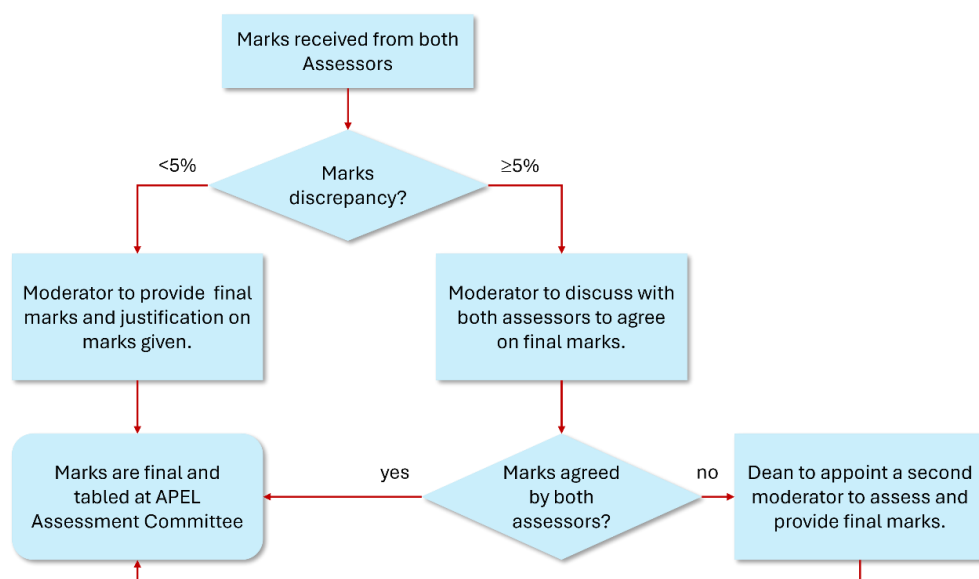 Marks received from both
Assessors
<5%
≥5%
Marks
discrepancy?
Moderator to provide final
marks and justification on
marks given.
Moderator to discuss with
both assessors to agree
on final marks.
Marks are final and
tabled at APEL
Assessment Committee
yes
Marks agreed
by both
assessors?
no
Dean to appoint a second
moderator to assess and
provide final marks.